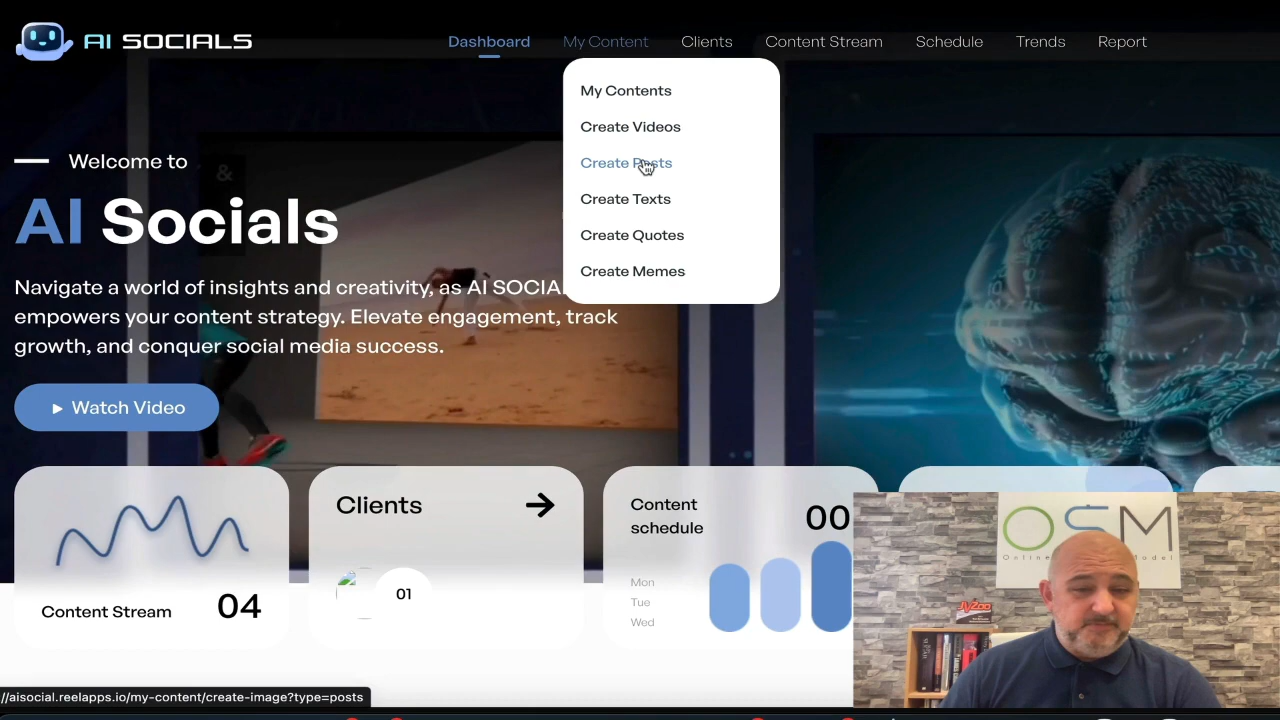 AI SOCIALS
Dashboard
My Content
Clients
Content Stream
Schedule
Trends
Report
My Contents
Create Videos
Create Posts
Create Texts
Create Quotes
Create Memes
&
Welcome to
AI Socials
Navigate a world of insights and creativity, as AI SOCIA
empowers your content strategy. Elevate engagement, track
growth, and conquer social media success.
Watch Video
Content Stream
04
Clients
01
Content
schedule
00
Mon
Tue
Wed
OSM
JVZoo
//aisocial.reelapps.io/my-content/create-image?type=posts